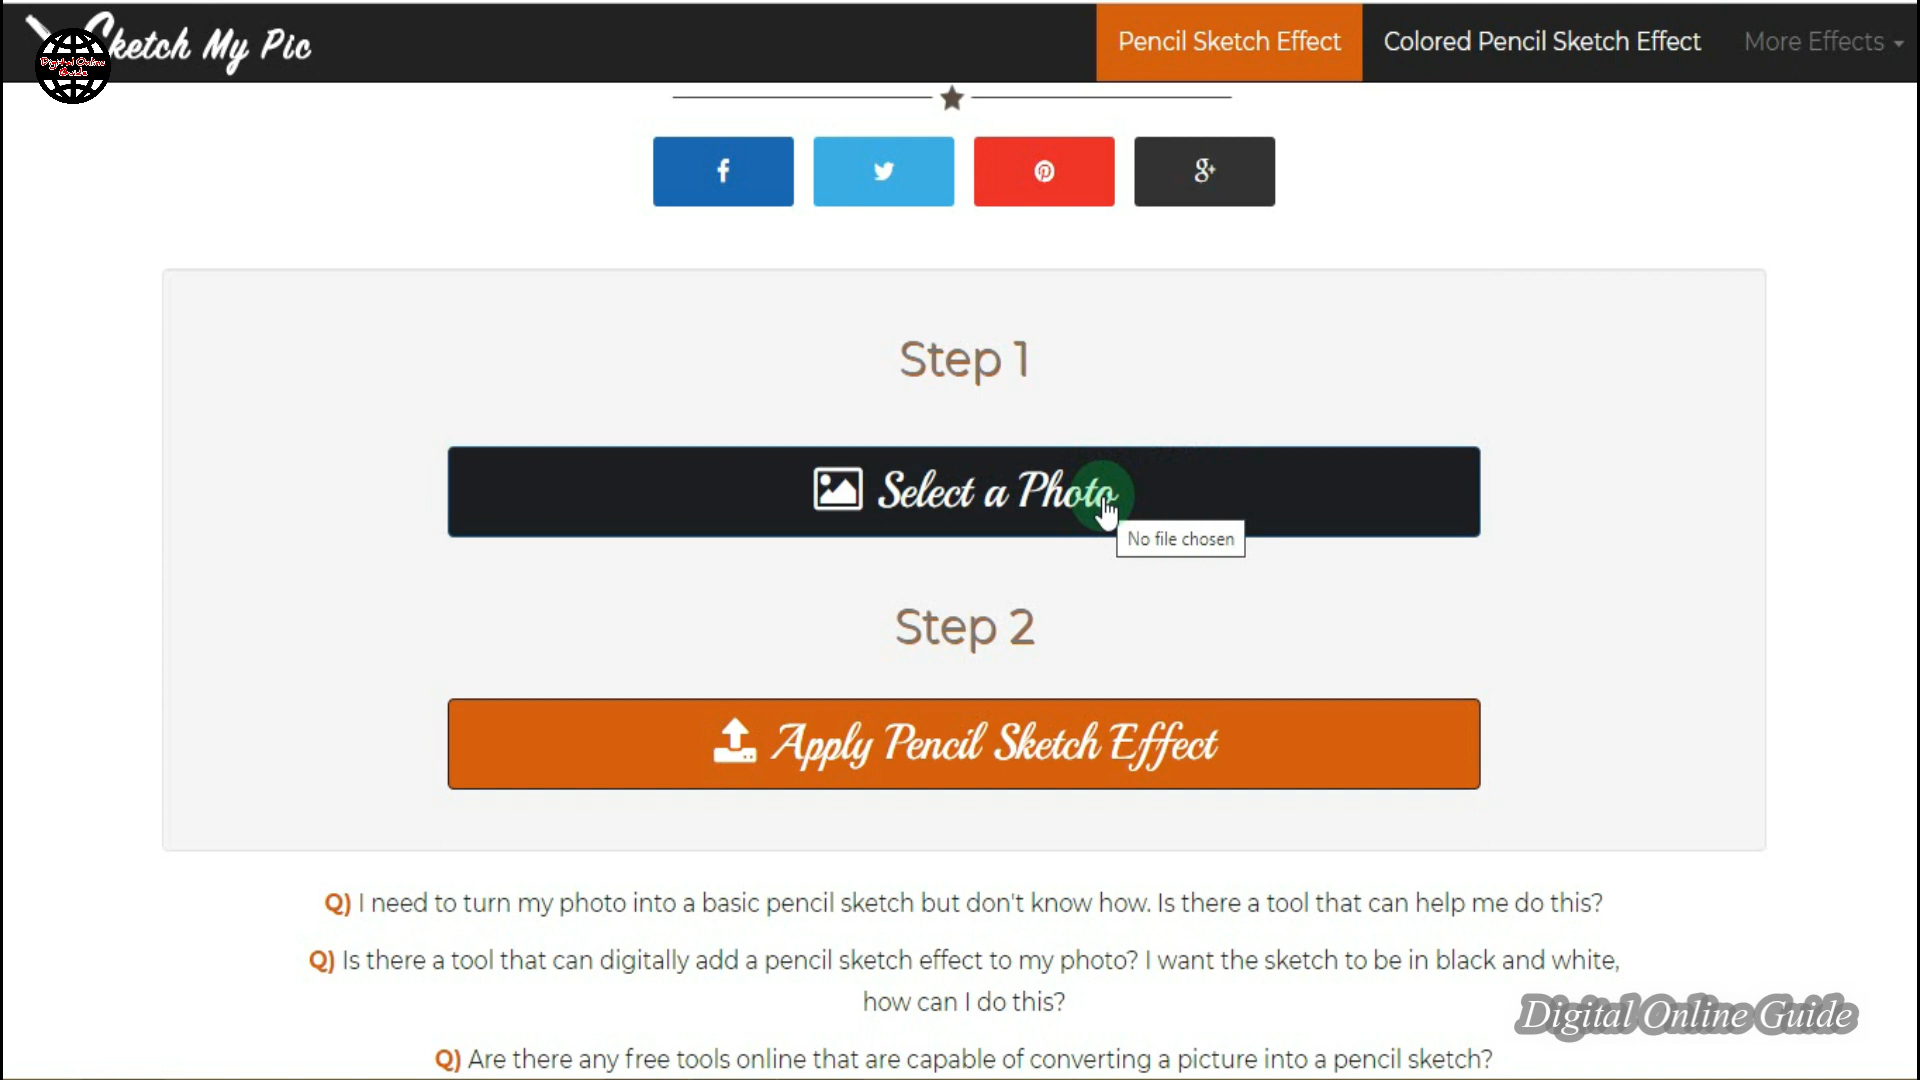 Sketch My Pic
Digital Online
Guide
Pencil Sketch Effect
Colored Pencil Sketch Effect
More Effects
f
g+
Step 1
Select a Photo
No file chosen
Step 2
Apply Pencil Sketch Effect
Q) I need to turn my photo into a basic pencil sketch but don't know how. Is there a tool that can help me do this?
Q) Is there a tool that can digitally add a pencil sketch effect to my photo? I want the sketch to be in black and white,
how can I do this?
Digital Online Guide
Q) Are there any free tools online that are capable of converting a picture into a pencil sketch?